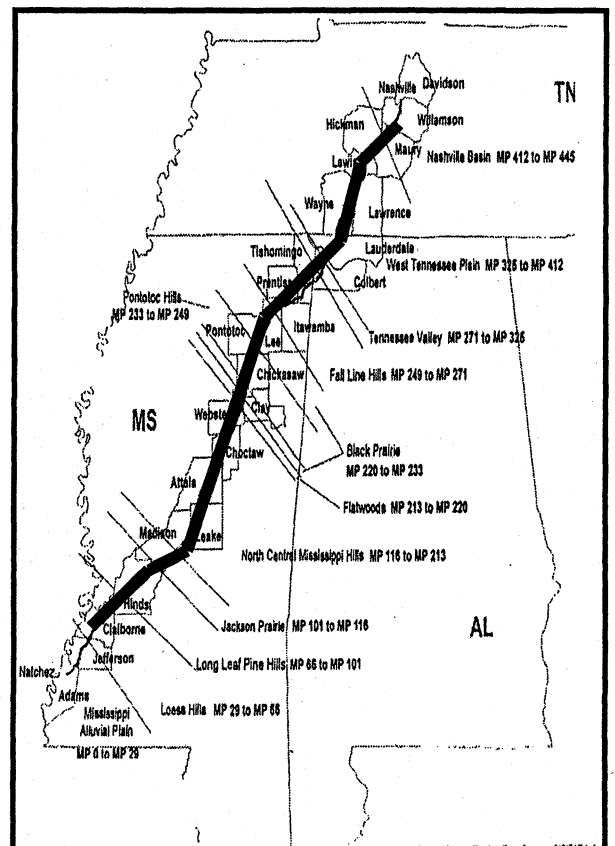 Nashville Davidson
TN
Hickman
Williamson
Maury
Lewis
Nashville Basin MP 412 to MP 445
Wayne
Lawrence
Tishomingo
Lauderdale
West Tennessee Plain MP 325 to MP 412
Prentiss
Colbert
Pontotoc Hills
MP 233 to MP 249
Itawamba
Pontotoc
Lee
Tennessee Valley MP 271 to MP 325
Chickasaw
Fall Line Hills MP 249 to MP 271
MS
Webster
Clay
Choctaw
Black Prairie
MP 220 to MP 233
Attala
Flatwoods MP 213 to MP 220
Madison
Leake
North Central Mississippi Hills MP 116 to MP 213
Hinds
Claiborne
Jackson Prairie MP 101 to MP 116
AL
Jefferson
Long Leaf Pine Hills MP 66 to MP 101
Natchez
Adams
Mississippi
Alluvial Plain
Loess Hills MP 29 to MP 66
MP 0 to MP 29